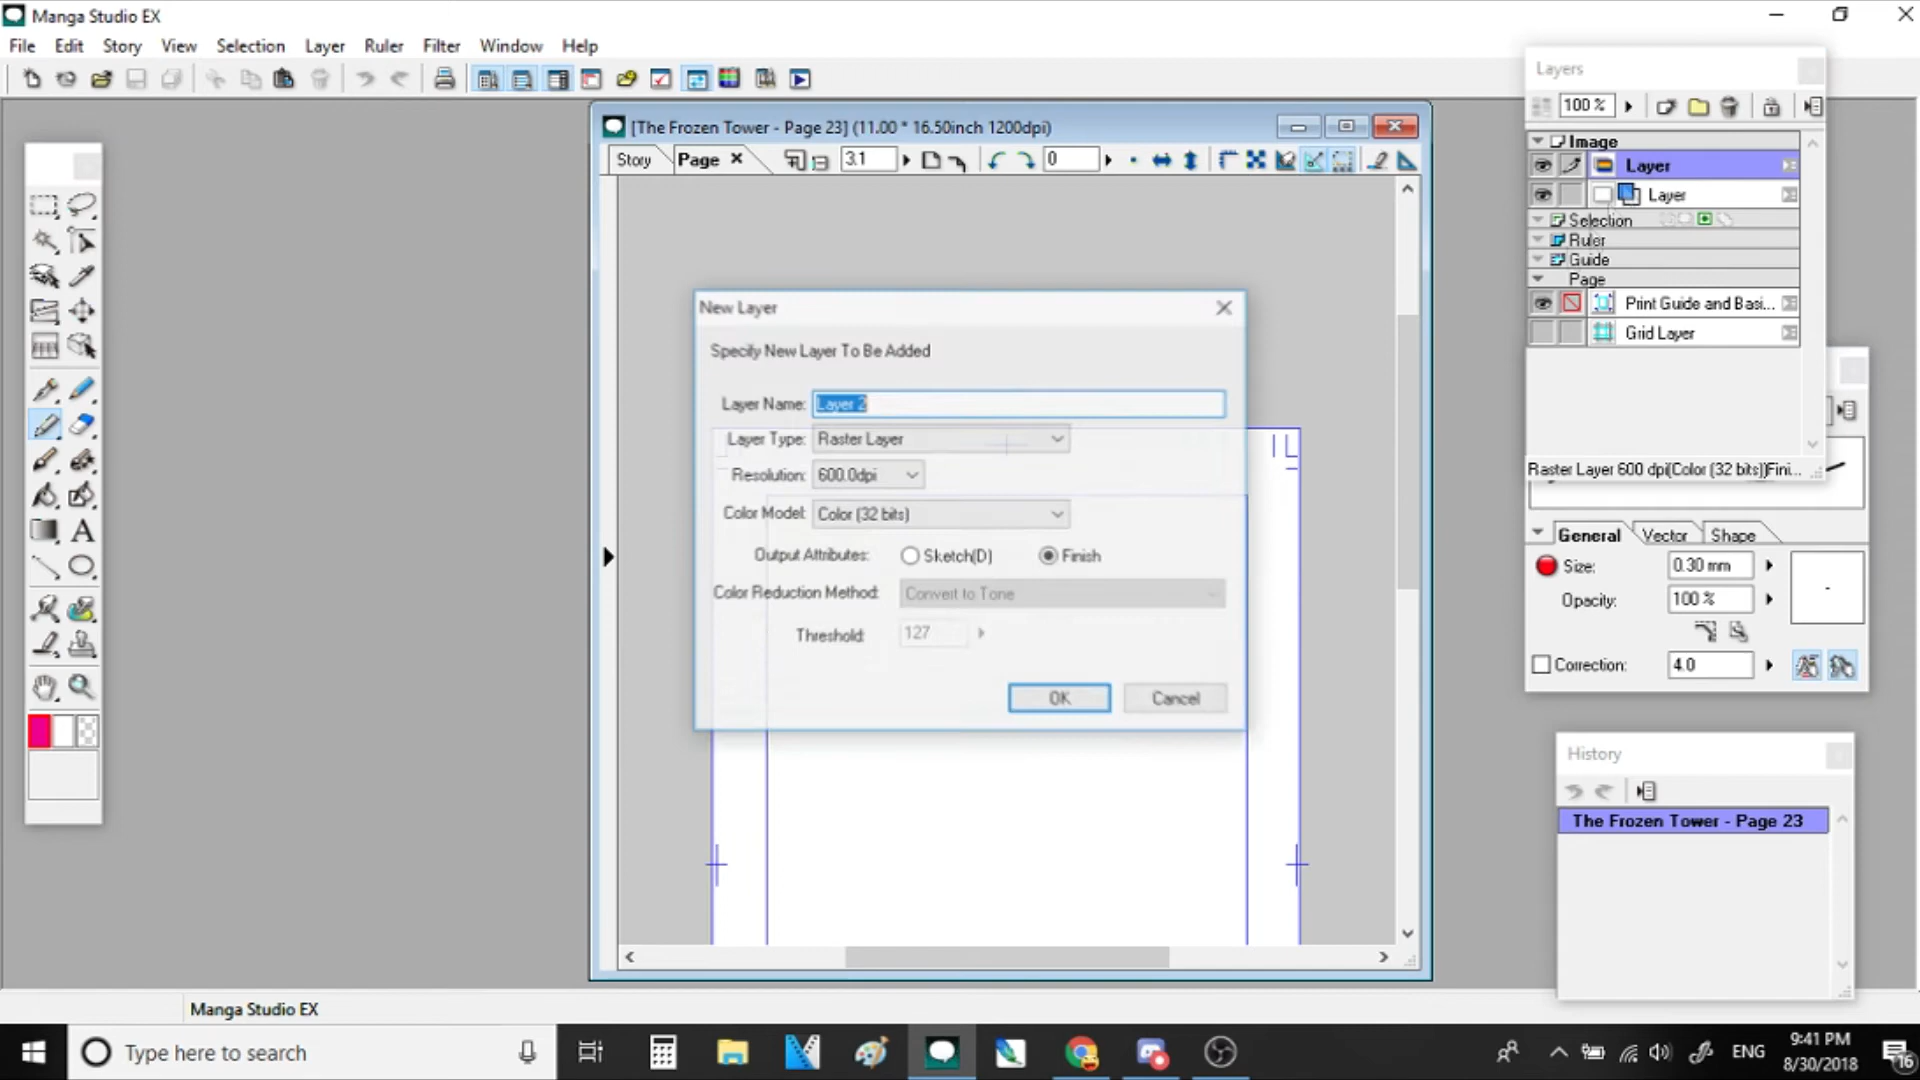 Manga Studio EX
File Edit Story View Selection Layer Ruler Filter Window Help
[The Frozen Tower - Page 23] (11.00 * 16.50inch 1200dpi)
Story Page 3.1 0
New Layer
Specify New Layer To Be Added
Layer Name: Layer 2
Layer Type: Raster Layer
Resolution: 600.0dpi
Color Model: Color (32 bits)
Output Attributes: Sketch(D) Finish
Color Reduction Method: Convert to Tone
Threshold: 127
OK Cancel
Layers
100 %
Image
Layer
Layer
Selection
Ruler
Guide
Page
Print Guide and Basi...
Grid Layer
Raster Layer 600 dpi(Color (32 bits))Fini...
General Vector Shape
Size: 0.30 mm
Opacity: 100 %
Correction: 4.0
History
The Frozen Tower - Page 23
A
Manga Studio EX
Type here to search
ENG
9:41 PM
8/30/2018
16